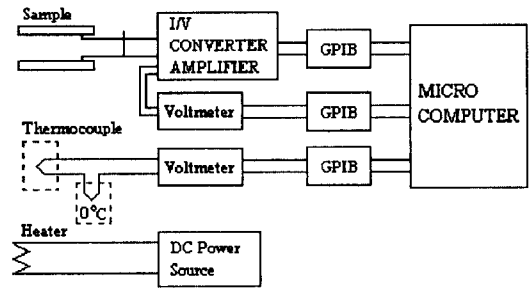 Sample
I/V
CONVERTER
AMPLIFIER
GPIB
MICRO
COMPUTER
Voltmeter
GPIB
Thermocouple
Voltmeter
GPIB
0°C
Heater
DC Power
Source